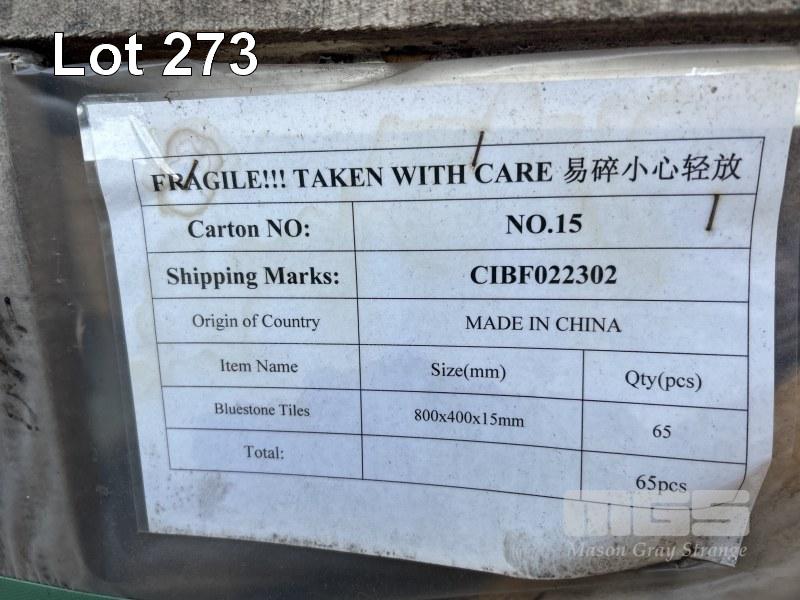 Lot 273
FRAGILE!!! TAKEN WITH CARE 易碎小心轻放
Carton NO: NO.15
Shipping Marks: CIBF022302
Origin of Country MADE IN CHINA
Item Name Size(mm) Qty(pcs)
Bluestone Tiles 800x400x15mm 65
Total: 65pcs
MGS
Mason Gray Strange